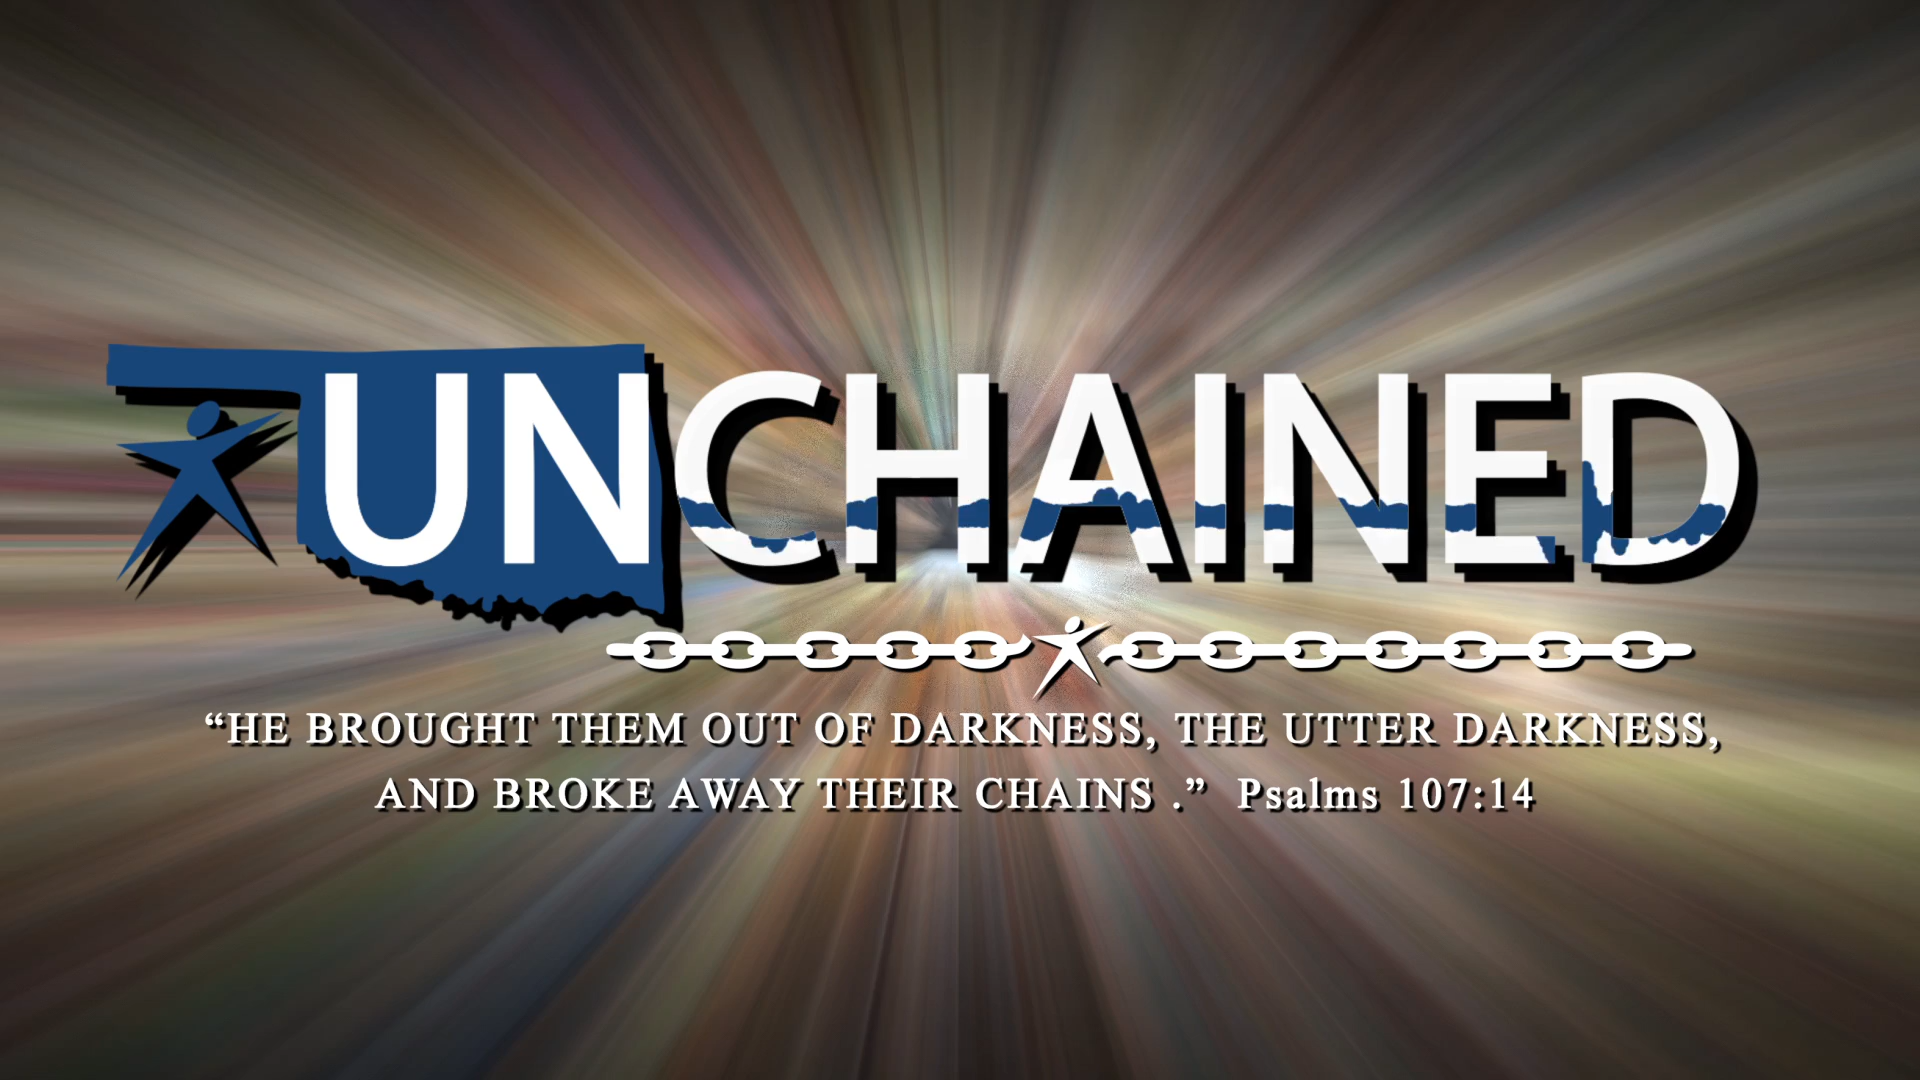 UNCHAINED
“HE BROUGHT THEM OUT OF DARKNESS, THE UTTER DARKNESS,
AND BROKE AWAY THEIR CHAINS .” Psalms 107:14